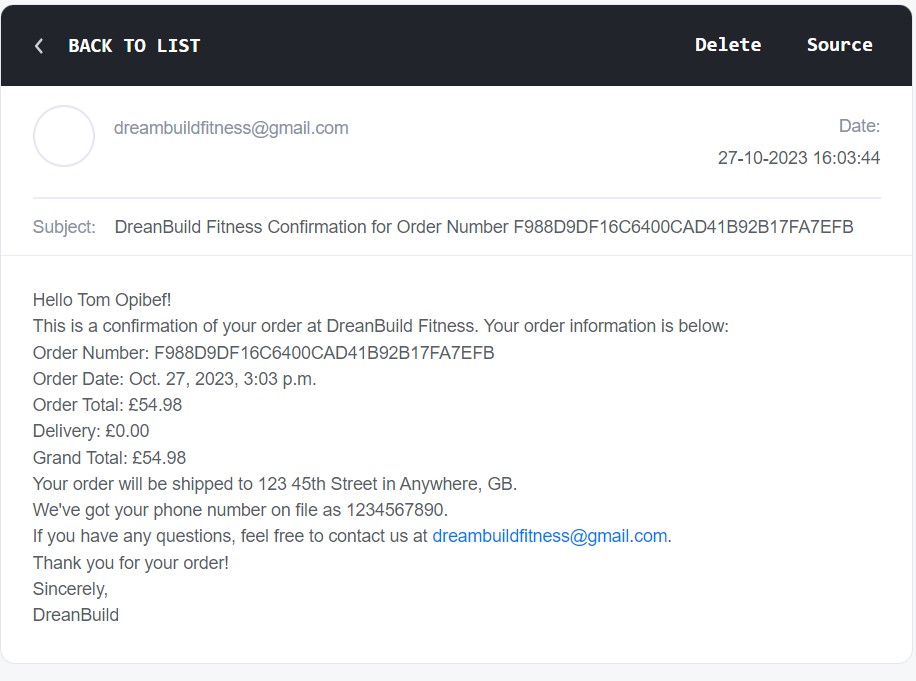 BACK TO LIST
Delete
Source
dreambuildfitness@gmail.com
Date:
27-10-2023 16:03:44
Subject: DreanBuild Fitness Confirmation for Order Number F988D9DF16C6400CAD41B92B17FA7EFB
Hello Tom Opibef!
This is a confirmation of your order at DreanBuild Fitness. Your order information is below:
Order Number: F988D9DF16C6400CAD41B92B17FA7EFB
Order Date: Oct. 27, 2023, 3:03 p.m.
Order Total: £54.98
Delivery: £0.00
Grand Total: £54.98
Your order will be shipped to 123 45th Street in Anywhere, GB.
We've got your phone number on file as 1234567890.
If you have any questions, feel free to contact us at dreambuildfitness@gmail.com.
Thank you for your order!
Sincerely,
DreanBuild